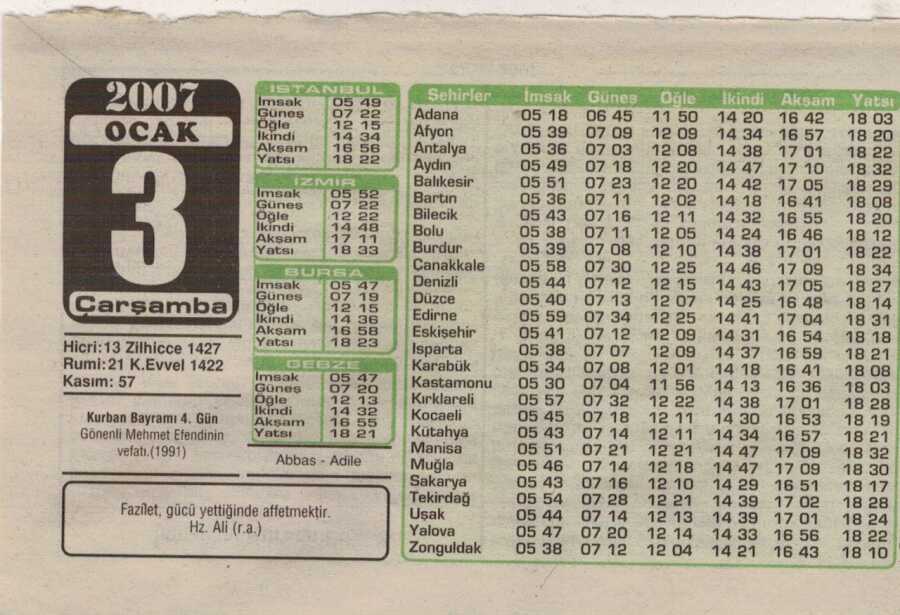 2007
OCAK
3
Çarşamba
Hicri:13 Zilhicce 1427
Rumi:21 K.Evvel 1422
Kasım: 57
Kurban Bayramı 4. Gün
Gönenli Mehmet Efendinin
vefatı.(1991)
İSTANBUL
İmsak 05 49
Güneş 07 22
Öğle 12 15
İkindi 14 34
Akşam 16 56
Yatsı 18 22
İZMİR
İmsak 05 52
Güneş 07 22
Öğle 12 22
İkindi 14 48
Akşam 17 11
Yatsı 18 33
BURSA
İmsak 05 47
Güneş 07 19
Öğle 12 15
İkindi 14 36
Akşam 16 58
Yatsı 18 23
GEBZE
İmsak 05 47
Güneş 07 20
Öğle 12 13
İkindi 14 32
Akşam 16 55
Yatsı 18 21
Abbas - Adile
Fazilet, gücü yettiğinde affetmektir.
Hz. Ali (r.a.)
Şehirler İmsak Güneş Öğle İkindi Akşam Yatsı
Adana 05 18 06 45 11 50 14 20 16 42 18 03
Afyon 05 39 07 09 12 09 14 34 16 57 18 20
Antalya 05 36 07 03 12 08 14 38 17 01 18 22
Aydın 05 49 07 18 12 20 14 47 17 10 18 32
Balıkesir 05 51 07 23 12 20 14 42 17 05 18 29
Bartın 05 36 07 11 12 02 14 18 16 41 18 08
Bilecik 05 43 07 16 12 11 14 32 16 55 18 20
Bolu 05 38 07 11 12 05 14 24 16 46 18 12
Burdur 05 39 07 08 12 10 14 38 17 01 18 22
Çanakkale 05 58 07 30 12 25 14 46 17 09 18 34
Denizli 05 44 07 12 12 15 14 43 17 05 18 27
Düzce 05 40 07 13 12 07 14 25 16 48 18 14
Edirne 05 59 07 34 12 25 14 41 17 04 18 31
Eskişehir 05 41 07 12 12 09 14 31 16 54 18 18
Isparta 05 38 07 07 12 09 14 37 16 59 18 21
Karabük 05 34 07 08 12 01 14 18 16 41 18 08
Kastamonu 05 30 07 04 11 56 14 13 16 36 18 03
Kırklareli 05 57 07 32 12 22 14 38 17 01 18 28
Kocaeli 05 45 07 18 12 11 14 30 16 53 18 19
Kütahya 05 43 07 14 12 11 14 34 16 57 18 21
Manisa 05 51 07 21 12 21 14 47 17 09 18 32
Muğla 05 46 07 14 12 18 14 47 17 09 18 30
Sakarya 05 43 07 16 12 10 14 29 16 51 18 17
Tekirdağ 05 54 07 28 12 21 14 39 17 02 18 28
Uşak 05 44 07 14 12 13 14 39 17 01 18 24
Yalova 05 47 07 20 12 14 14 33 16 56 18 22
Zonguldak 05 38 07 12 12 04 14 21 16 43 18 10